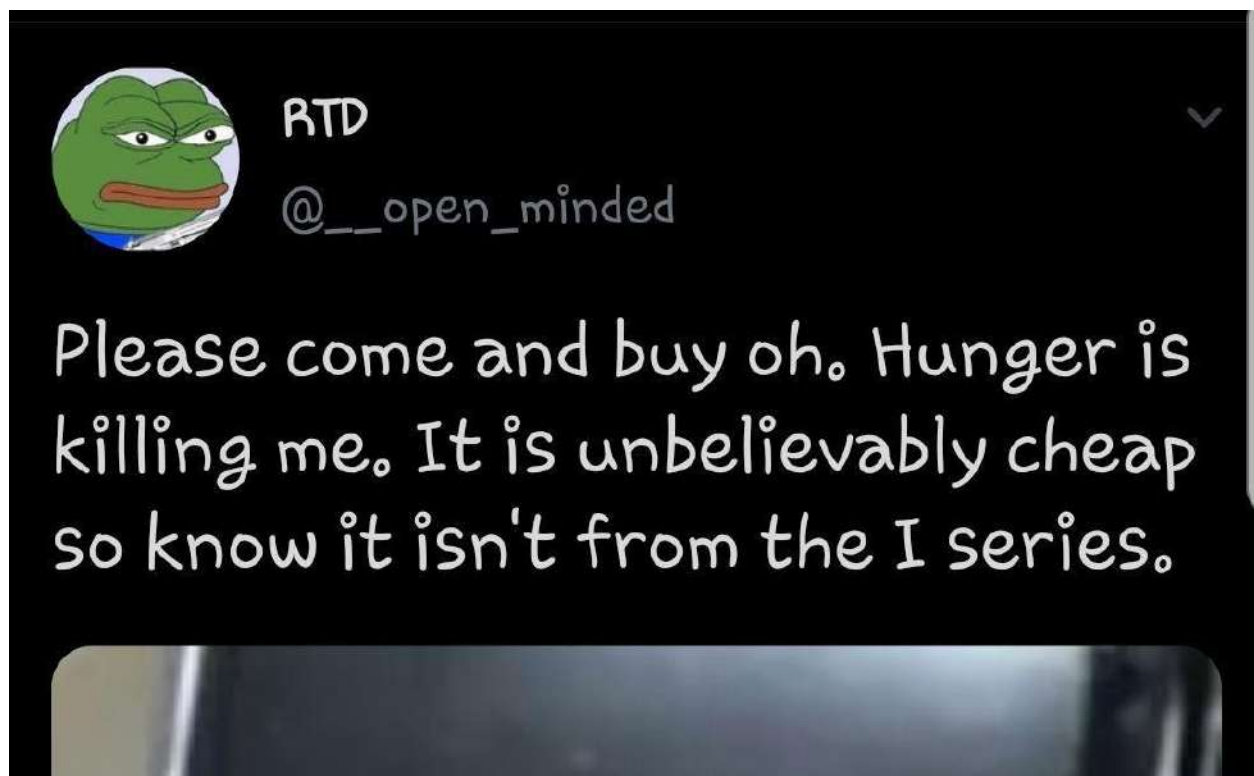 RTD
@__open_minded
Please come and buy oh. Hunger is
killing me. It is unbelievably cheap
so know it isn't from the I series.